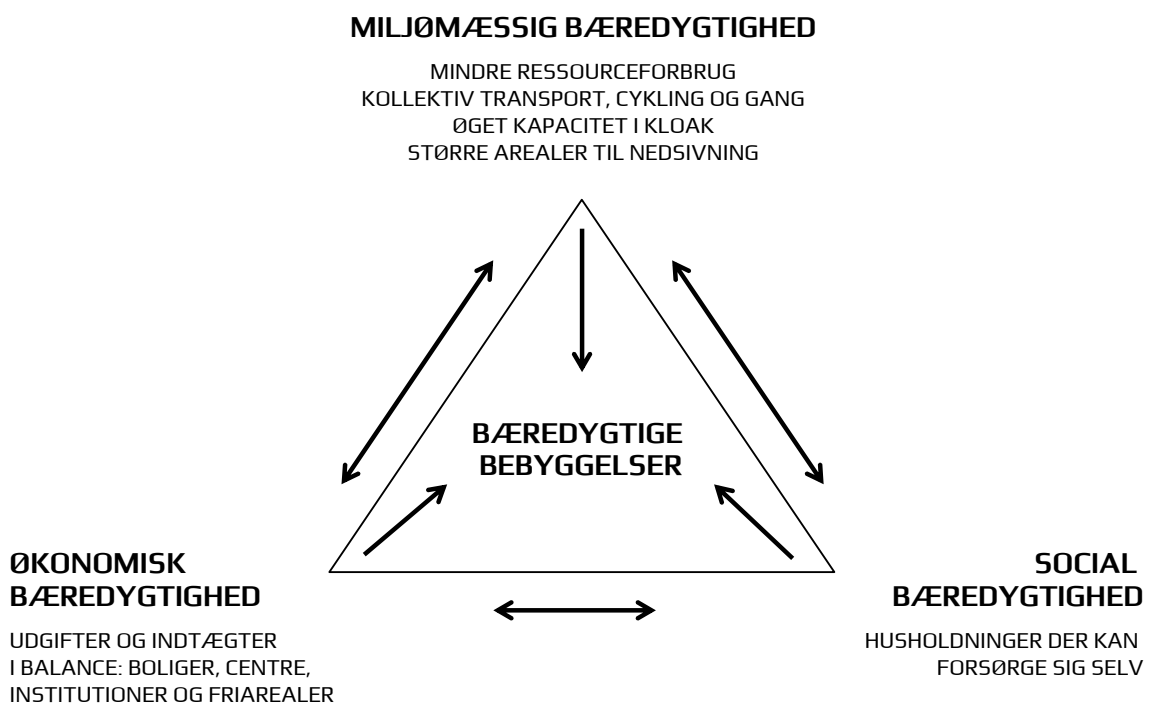 MILJØMÆSSIG BÆREDYGTIGHED
MINDRE RESSOURCEFORBRUG
KOLLEKTIV TRANSPORT, CYKLING OG GANG
ØGET KAPACITET I KLOAK
STØRRE AREALER TIL NEDSIVNING
BÆREDYGTIGE
BEBYGGELSER
ØKONOMISK
BÆREDYGTIGHED
UDGIFTER OG INDTÆGTER
I BALANCE: BOLIGER, CENTRE,
INSTITUTIONER OG FRIAREALER
SOCIAL
BÆREDYGTIGHED
HUSHOLDNINGER DER KAN
FORSØRGE SIG SELV